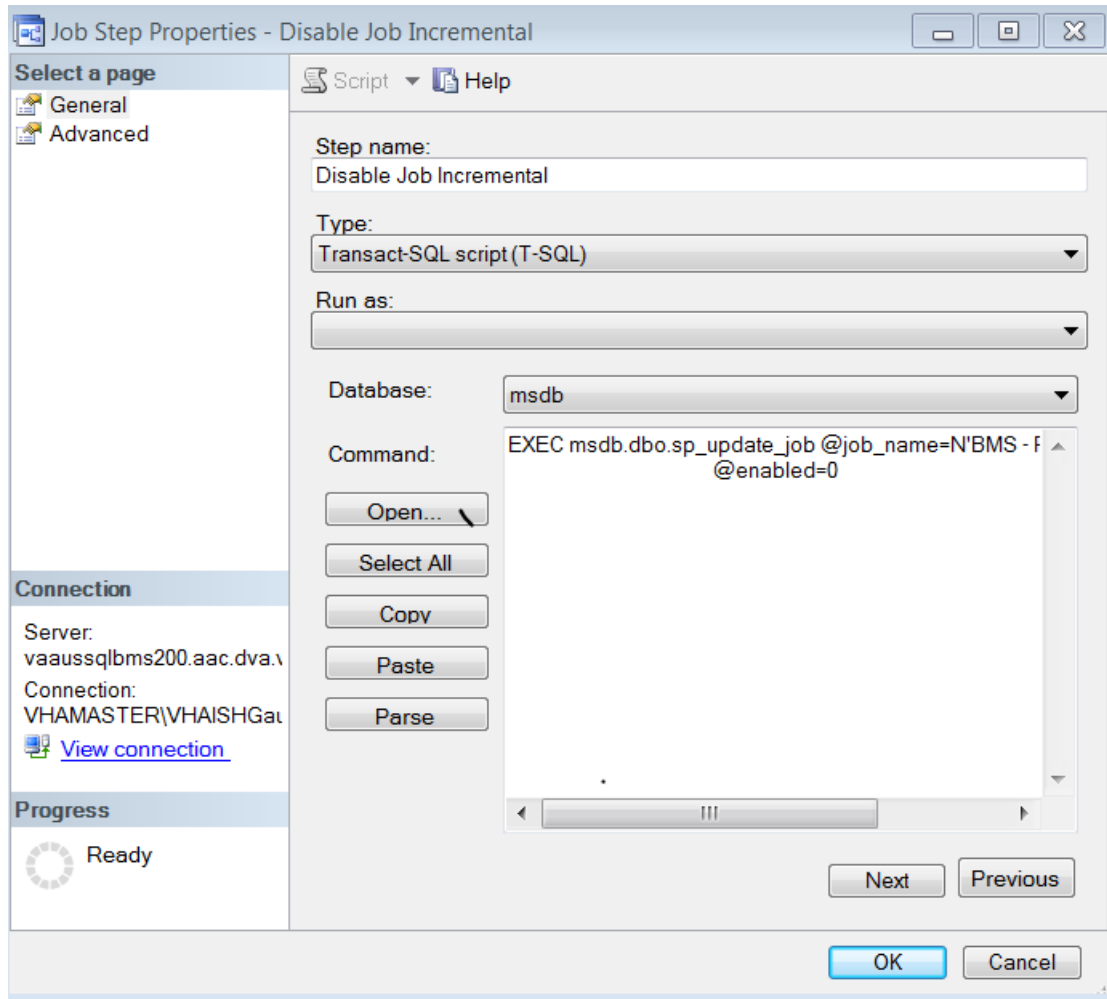 Job Step Properties - Disable Job Incremental
Select a page
General
Advanced
Script
Help
Step name:
Disable Job Incremental
Type:
Transact-SQL script (T-SQL)
Run as:
Database:
msdb
Command:
EXEC msdb.dbo.sp_update_job @job_name=N'BMS -
@enabled=0
Open...
Select All
Copy
Paste
Parse
Connection
Server:
vaaussqlbms200.aac.dva.v
Connection:
VHAMASTER\VHAISHGau
View connection
Progress
Ready
Next
Previous
OK
Cancel